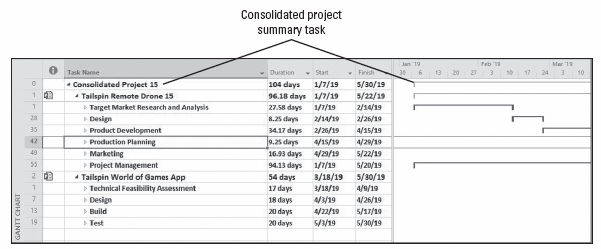 Consolidated project
summary task
Jan '19 Feb '19 Mar '19
Task Name Duration Start Finish 30 6 13 20 27 3 10 17 24 3 10
0 Consolidated Project 15 104 days 1/7/19 5/30/19
1 Tailspin Remote Drone 15 96.18 days 1/7/19 5/22/19
1 Target Market Research and Analysis 27.58 days 1/7/19 2/14/19
28 Design 8.25 days 2/14/19 2/26/19
35 Product Development 34.17 days 2/26/19 4/15/19
42 Production Planning 9.25 days 4/15/19 4/29/19
49 Marketing 16.93 days 4/29/19 5/22/19
55 Project Management 94.13 days 1/7/19 5/20/19
2 Tailspin World of Games App 54 days 3/18/19 5/30/19
1 Technical Feasibility Assessment 17 days 3/18/19 4/9/19
7 Design 18 days 4/3/19 4/26/19
13 Build 20 days 4/22/19 5/17/19
19 Test 20 days 5/3/19 5/30/19
GANTT CHART